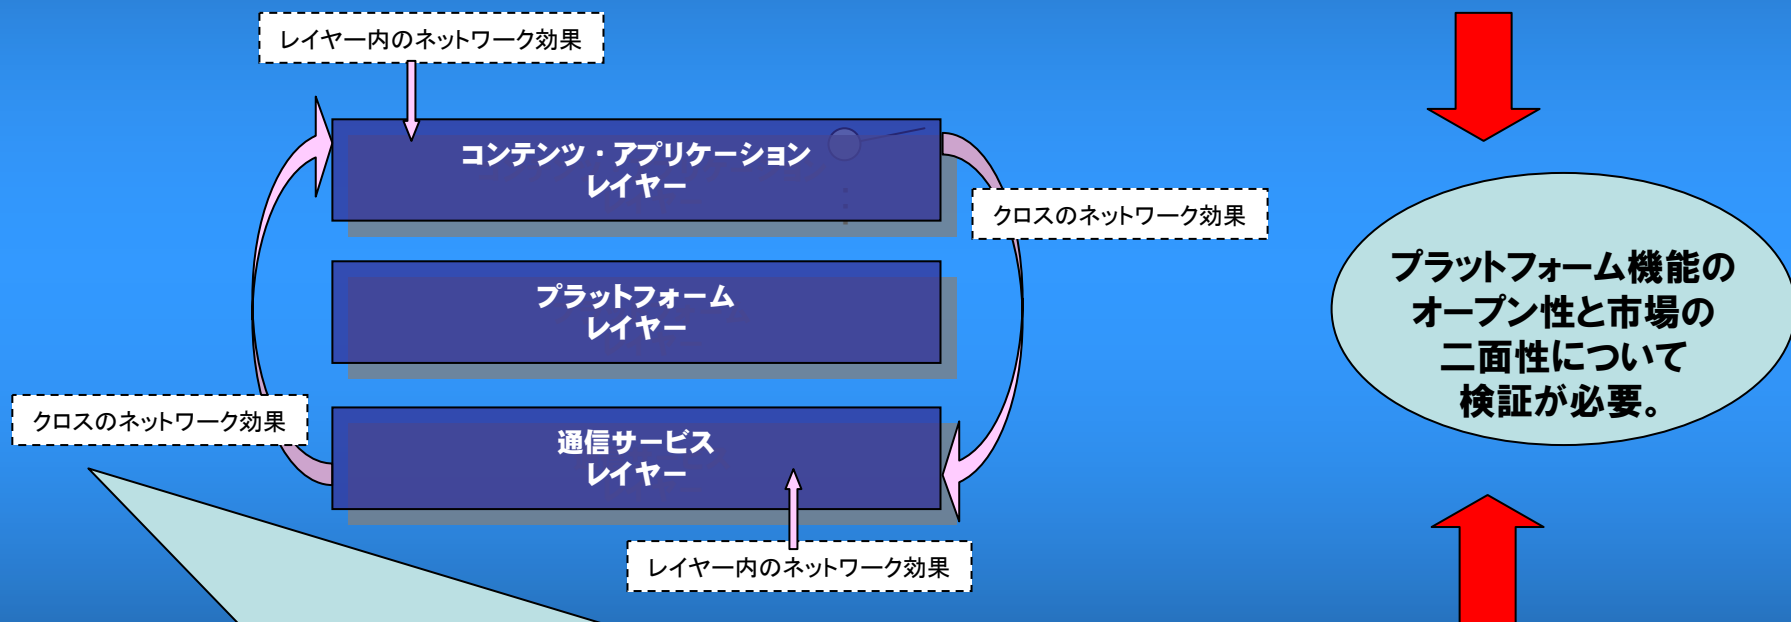 レイヤー内のネットワーク効果
コンテンツ・アプリケーション
レイヤー
クロスのネットワーク効果
プラットフォーム
レイヤー
クロスのネットワーク効果
通信サービス
レイヤー
レイヤー内のネットワーク効果
プラットフォーム機能の
オープン性と市場の
二面性について
検証が必要。